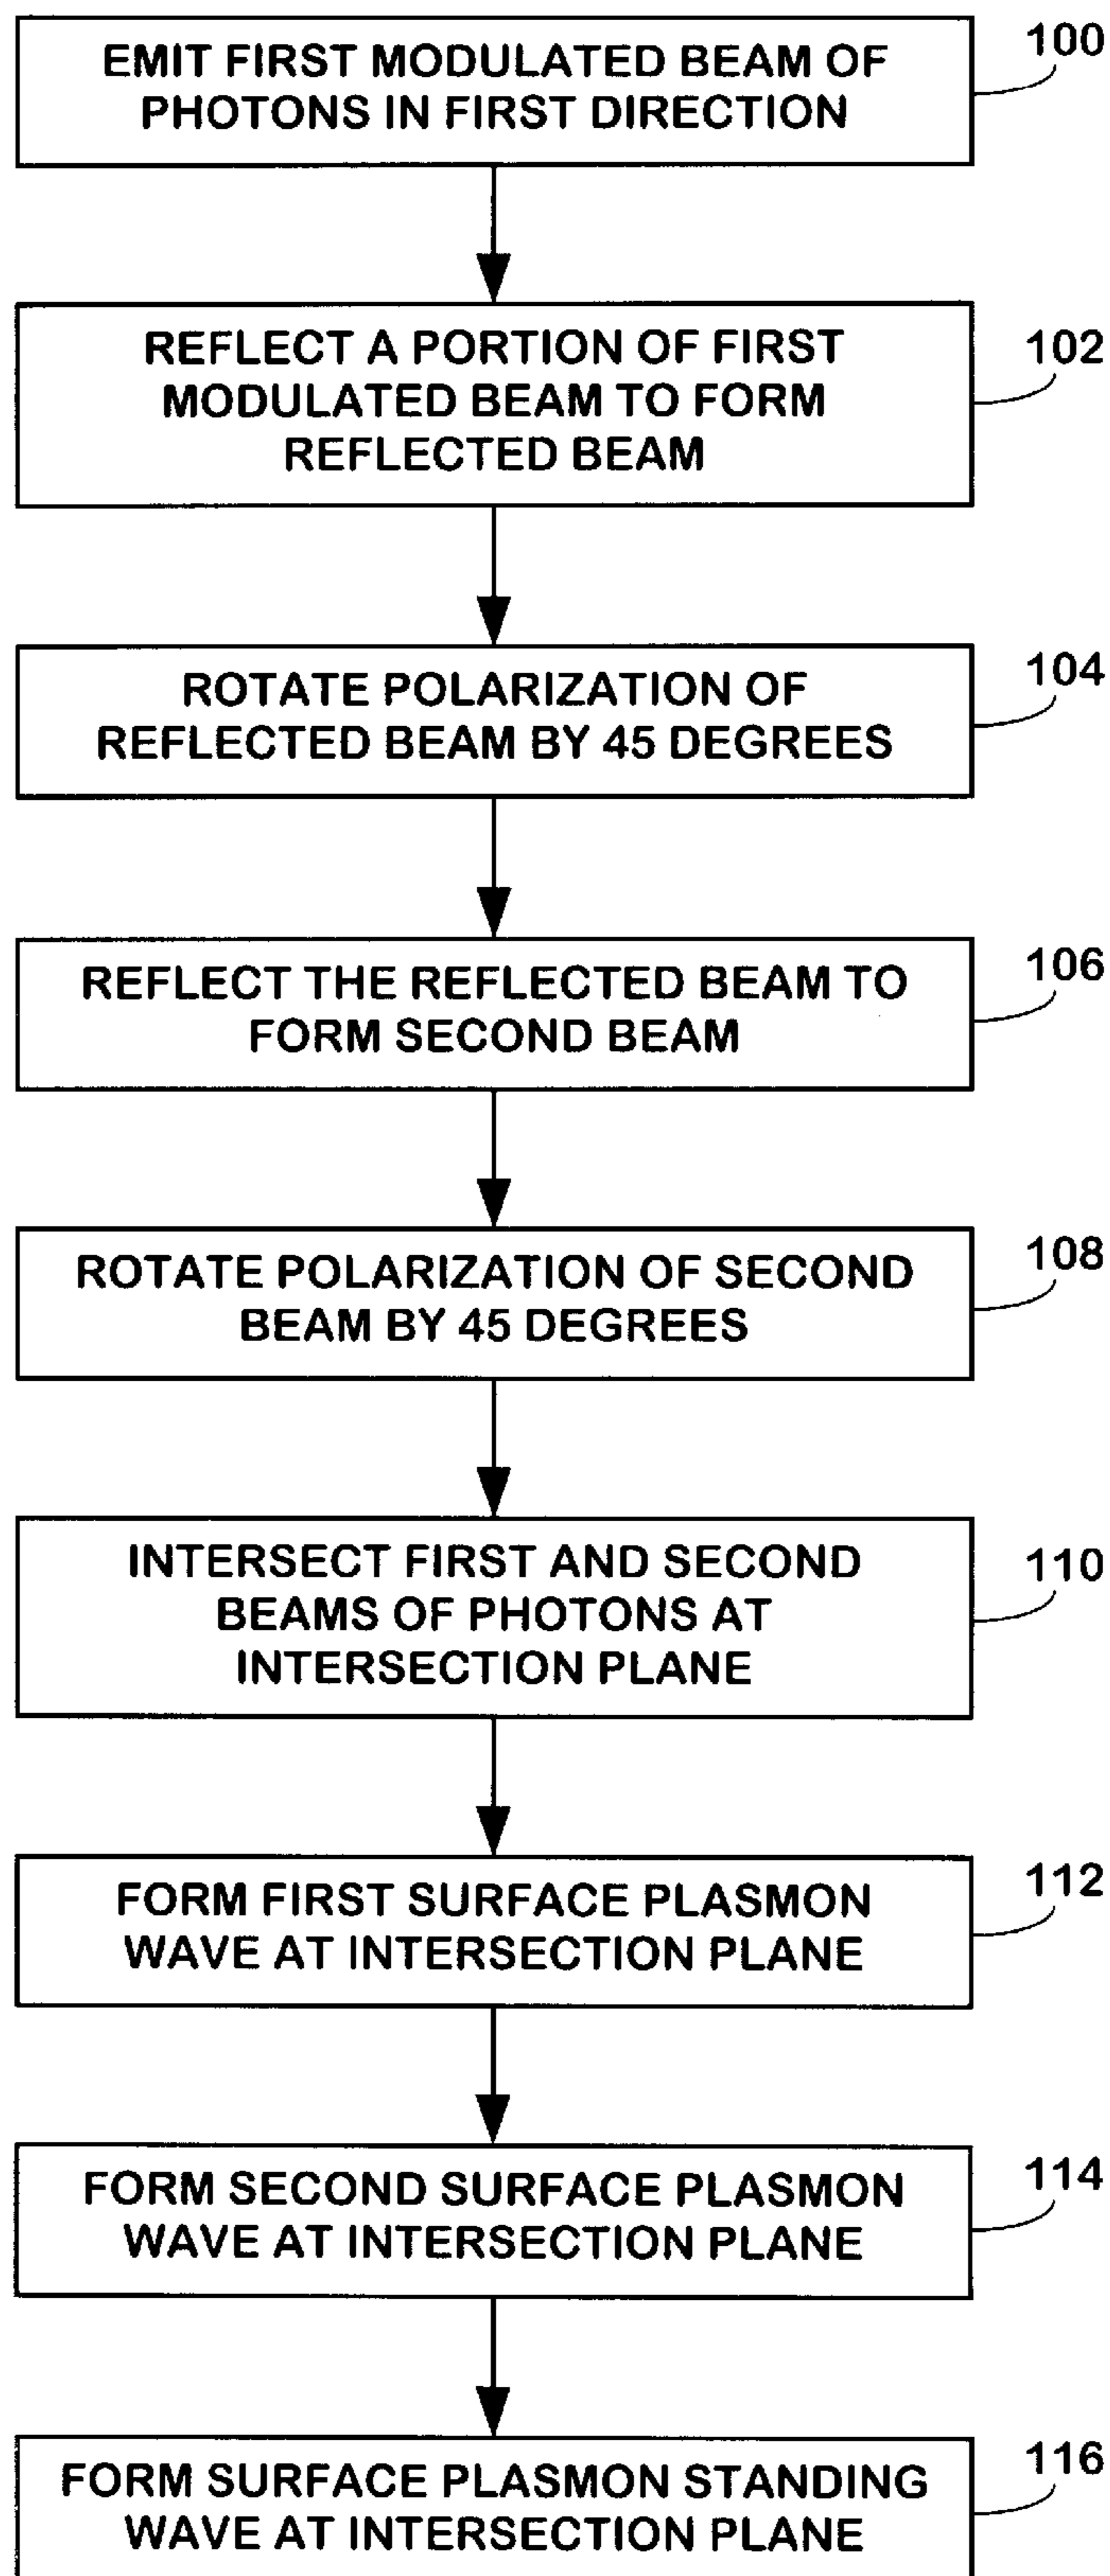 EMIT FIRST MODULATED BEAM OF
PHOTONS IN FIRST DIRECTION
100
REFLECT A PORTION OF FIRST
MODULATED BEAM TO FORM
REFLECTED BEAM
102
ROTATE POLARIZATION OF
REFLECTED BEAM BY 45 DEGREES
104
REFLECT THE REFLECTED BEAM TO
FORM SECOND BEAM
106
ROTATE POLARIZATION OF SECOND
BEAM BY 45 DEGREES
108
INTERSECT FIRST AND SECOND
BEAMS OF PHOTONS AT
INTERSECTION PLANE
110
FORM FIRST SURFACE PLASMON
WAVE AT INTERSECTION PLANE
112
FORM SECOND SURFACE PLASMON
WAVE AT INTERSECTION PLANE
114
FORM SURFACE PLASMON STANDING
WAVE AT INTERSECTION PLANE
116